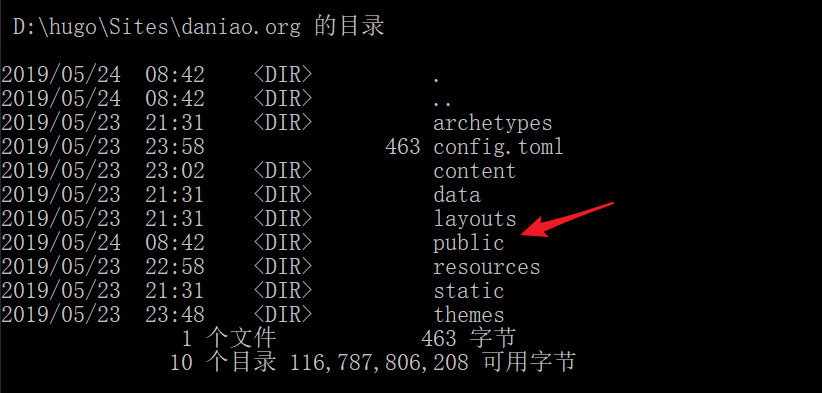 D:\hugo\Sites\daniao.org 的目录
2019/05/24  08:42    <DIR>          .
2019/05/24  08:42    <DIR>          ..
2019/05/23  21:31    <DIR>          archetypes
2019/05/23  23:58               463 config.toml
2019/05/23  23:02    <DIR>          content
2019/05/23  21:31    <DIR>          data
2019/05/23  21:31    <DIR>          layouts
2019/05/24  08:42    <DIR>          public
2019/05/23  22:58    <DIR>          resources
2019/05/23  21:31    <DIR>          static
2019/05/23  23:48    <DIR>          themes
1 个文件            463 字节
10 个目录 116,787,806,208 可用字节